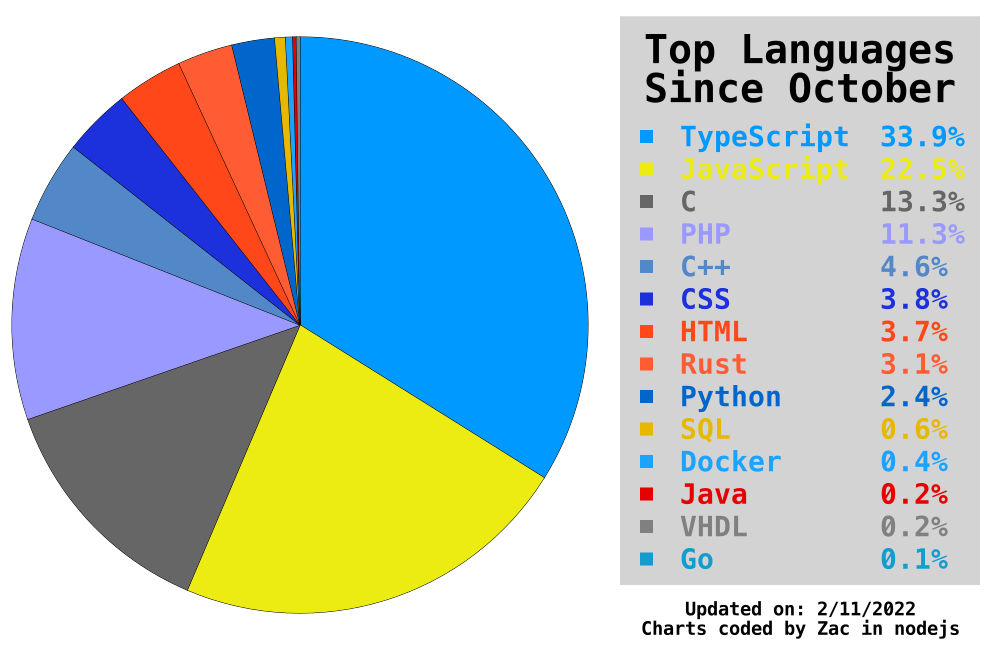 Top Languages
Since October
TypeScript 33.9%
JavaScript 22.5%
C 13.3%
PHP 11.3%
C++ 4.6%
CSS 3.8%
HTML 3.7%
Rust 3.1%
Python 2.4%
SQL 0.6%
Docker 0.4%
Java 0.2%
VHDL 0.2%
Go 0.1%
Updated on: 2/11/2022
Charts coded by Zac in nodejs